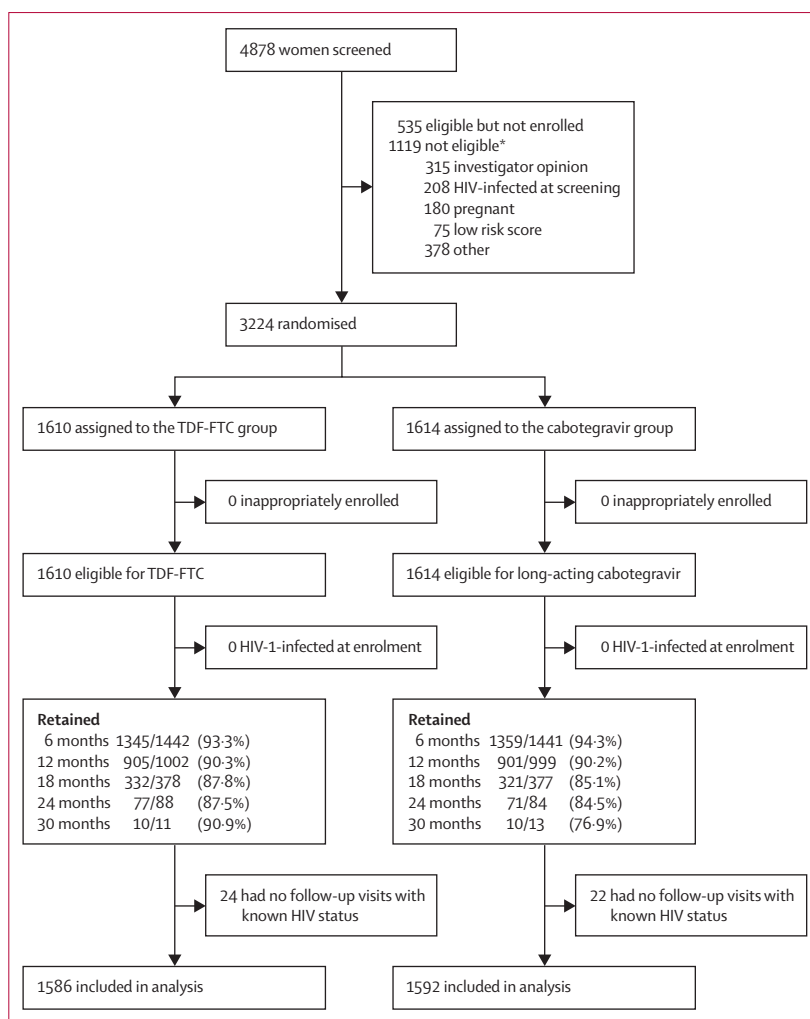 4878 women screened
535 eligible but not enrolled
1119 not eligible*
315 investigator opinion
208 HIV-infected at screening
180 pregnant
75 low risk score
378 other
3224 randomised
1610 assigned to the TDF-FTC group
1614 assigned to the cabotegravir group
0 inappropriately enrolled
0 inappropriately enrolled
1610 eligible for TDF-FTC
1614 eligible for long-acting cabotegravir
0 HIV-1-infected at enrolment
0 HIV-1-infected at enrolment
Retained
6 months 1345/1442 (93·3%)
12 months 905/1002 (90·3%)
18 months 332/378 (87·8%)
24 months 77/88 (87·5%)
30 months 10/11 (90·9%)
Retained
6 months 1359/1441 (94·3%)
12 months 901/999 (90·2%)
18 months 321/377 (85·1%)
24 months 71/84 (84·5%)
30 months 10/13 (76·9%)
24 had no follow-up visits with
known HIV status
22 had no follow-up visits with
known HIV status
1586 included in analysis
1592 included in analysis